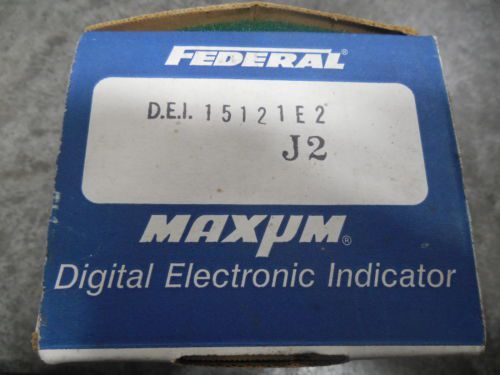 FEDERAL®
D.E.I. 15121E2
J2
MAXµM®
Digital Electronic Indicator